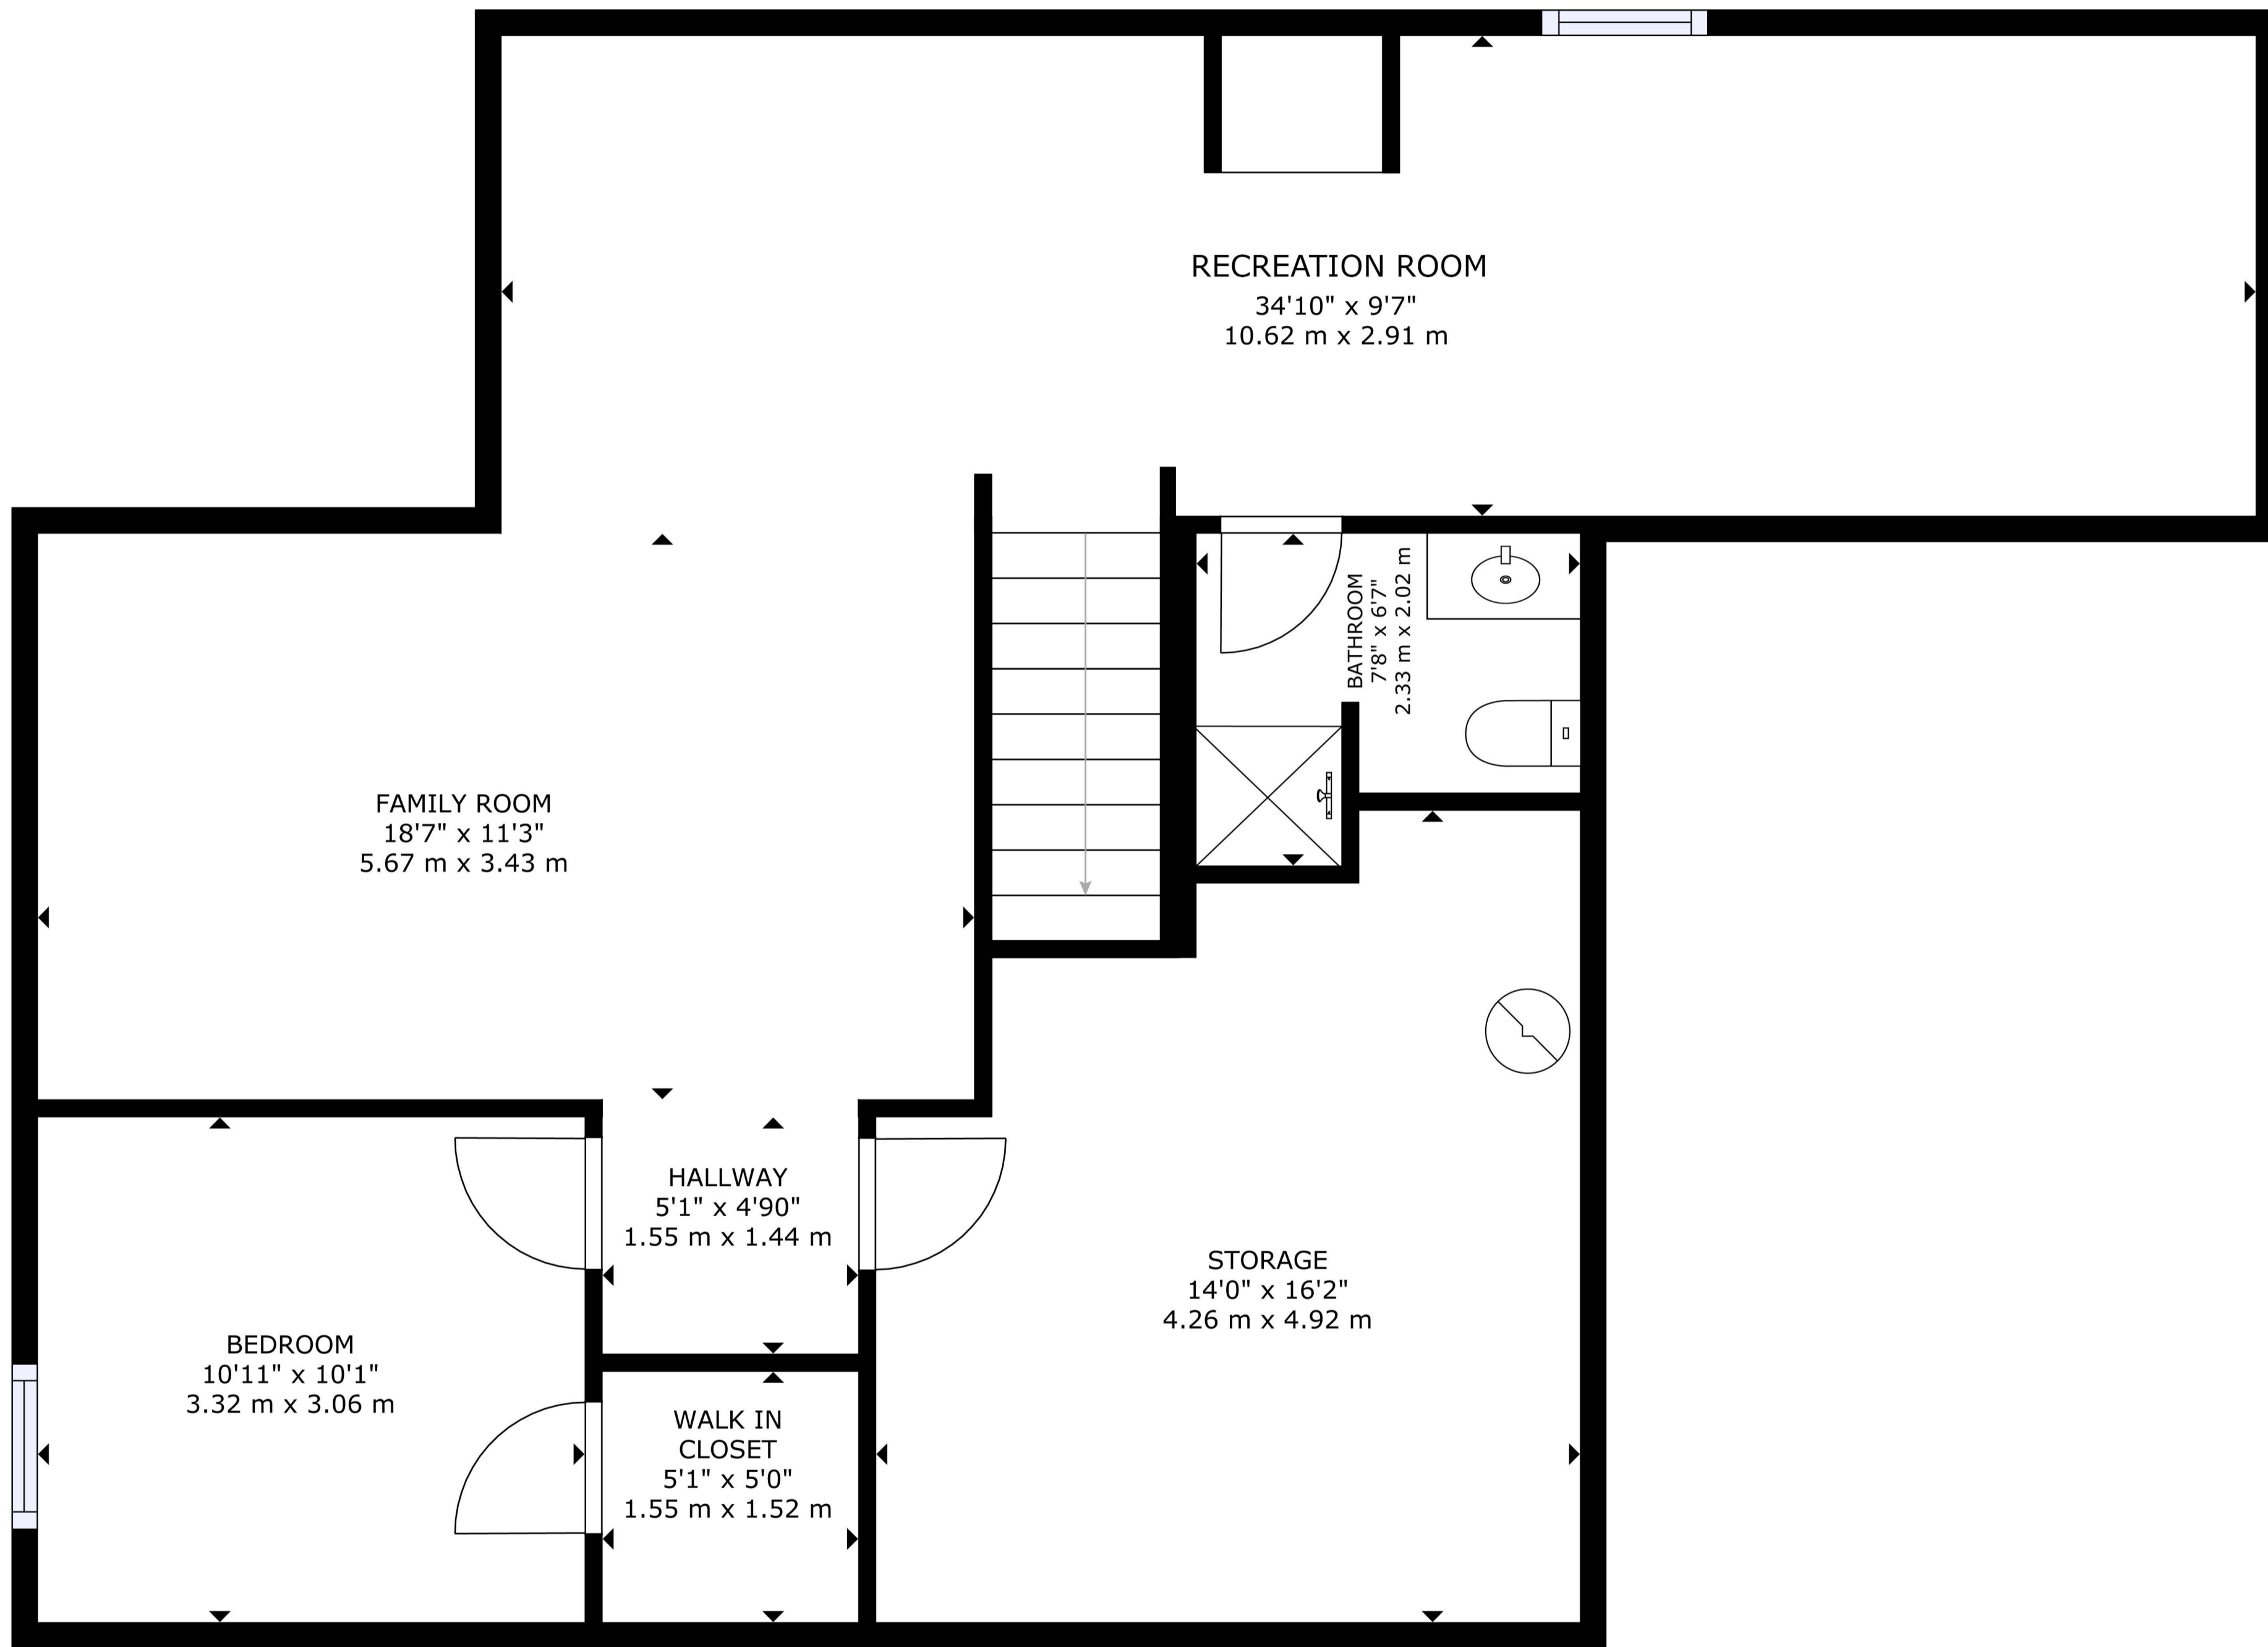 RECREATION ROOM
34'10" x 9'7"
10.62 m x 2.91 m
BATHROOM
7'8" x 6'7"
2.33 m x 2.02 m
FAMILY ROOM
18'7" x 11'3"
5.67 m x 3.43 m
HALLWAY
5'1" x 4'90"
1.55 m x 1.44 m
STORAGE
14'0" x 16'2"
4.26 m x 4.92 m
BEDROOM
10'11" x 10'1"
3.32 m x 3.06 m
WALK IN
CLOSET
5'1" x 5'0"
1.55 m x 1.52 m